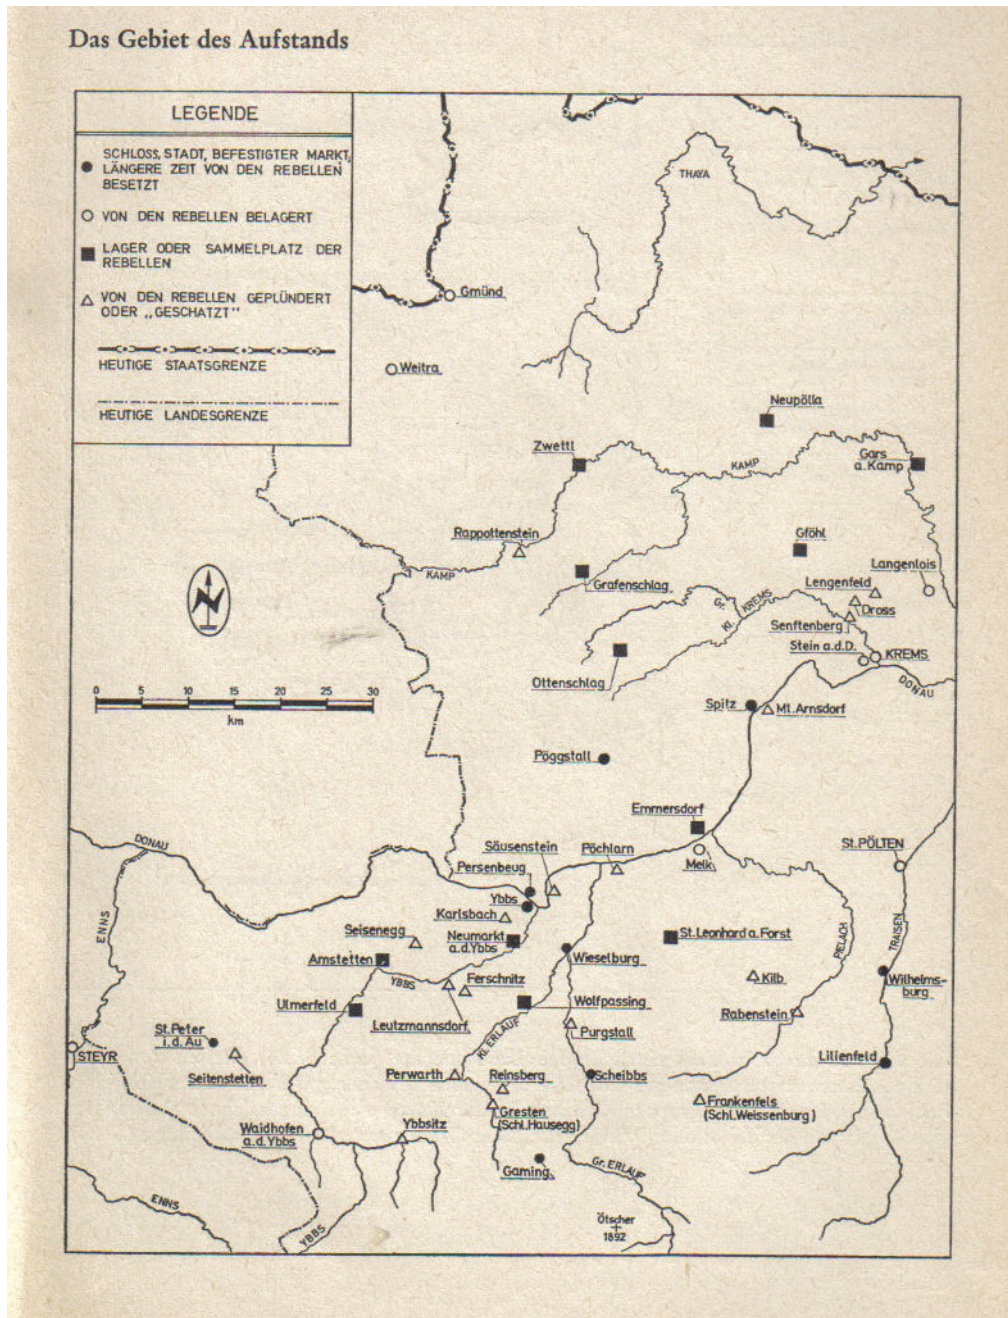 Das Gebiet des Aufstands
LEGENDE
SCHLOSS, STADT, BEFESTIGTER MARKT,
LÄNGERE ZEIT VON DEN REBELLEN
BESETZT
VON DEN REBELLEN BELAGERT
LAGER ODER SAMMELPLATZ DER
REBELLEN
VON DEN REBELLEN GEPLÜNDERT
ODER „GESCHATZT"
HEUTIGE STAATSGRENZE
HEUTIGE LANDESGRENZE
THAYA
Gmünd
Weitra
Neupölla
Zwettl
KAMP
Gars
a.Kamp
Rappottenstein
KAMP
Gföhl
Grafenschlag
Langenlois
Lengenfeld
Dross
Gr.
Kl. KREMS
Senftenberg
Stein a.d.D.
KREMS
DONAU
Ottenschlag
0 5 10 15 20 25 30
km
Spitz
Mt. Arnsdorf
Pöggstall
Emmersdorf
DONAU
Säusenstein
Pöchlarn
Melk
St. PÖLTEN
Persenbeug
Ybbs
Karlsbach
ENNS
Seisenegg
Neumarkt
a.d.Ybbs
St.Leonhard a. Forst
PIELACH
TRAISEN
Amstetten
YBBS
Wieselburg
Ferschnitz
Kilb
Wilhelms-
burg
Ulmerfeld
Leutzmannsdorf.
Wolfpassing
Rabenstein
St.Peter
i.d.Au
KL. ERLAUF
Purgstall
STEYR
Seitenstetten
Lilienfeld
Perwarth
Reinsberg
Scheibbs
Gresten
(Schl.Hausegg)
Frankenfels
(Schl.Weissenburg)
Waidhofen
a.d.Ybbs
Ybbsitz
Gaming
Gr. ERLAUF
ENNS
YBBS
Ötscher
1892